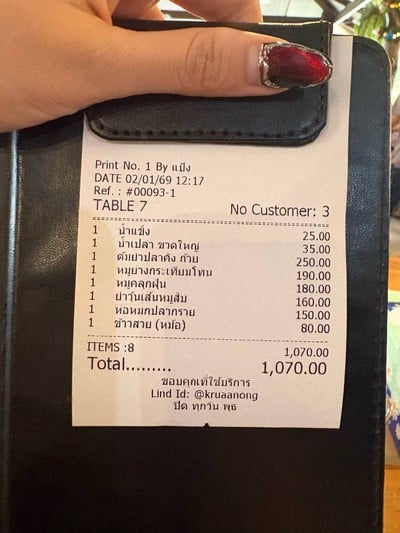 Print No. 1 By แป้ง
DATE 02/01/69 12:17
Ref. : #00093-1
TABLE 7 No Customer: 3
1 น้ำแข็ง 25.00
1 น้ำเปล่า ขวดใหญ่ 35.00
1 ต้มยำปลาคัง ถ้วย 250.00
1 หมูย่างกระเทียมโทน 190.00
1 หมูคลุกฝุ่น 180.00
1 ยำวุ้นเส้นหมูสับ 160.00
1 ห่อหมกปลากราย 150.00
1 ข้าวสวย (หม้อ) 80.00
ITEMS :8 1,070.00
Total......... 1,070.00
ขอบคุณที่ใช้บริการ
Lind Id: @kruaanong
ปิด ทุกวัน พุธ